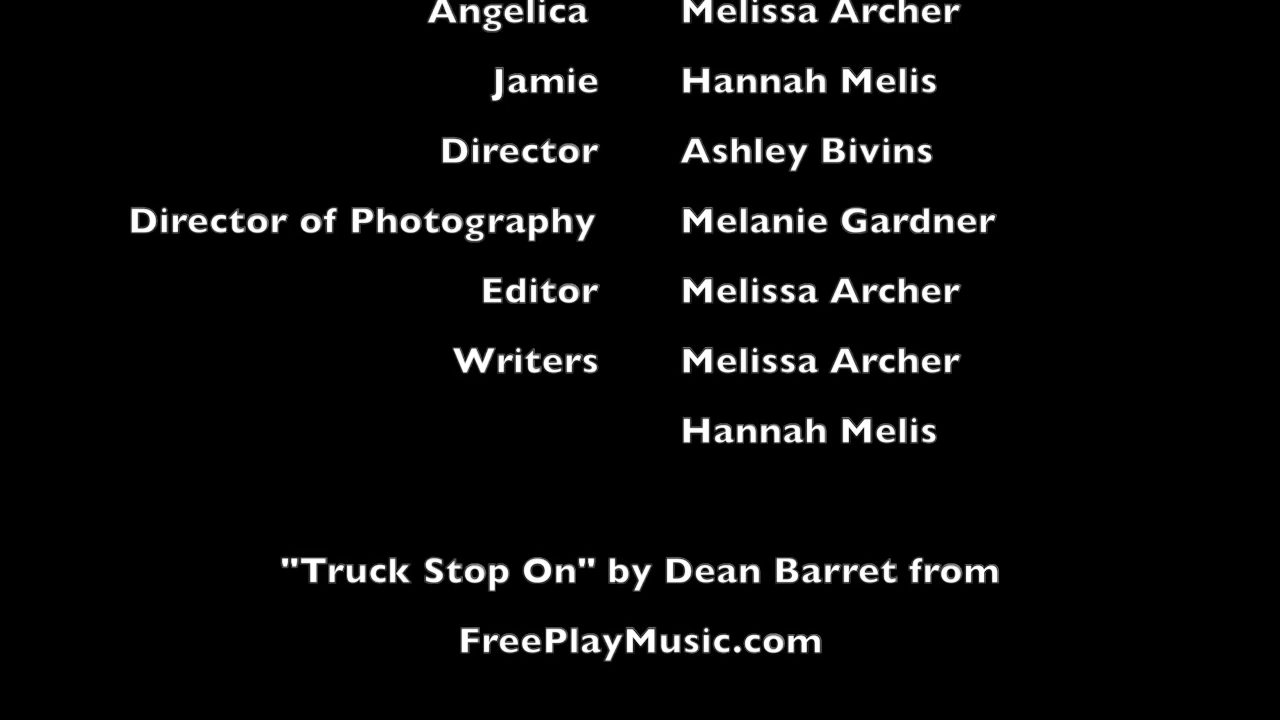 Angelica Melissa Archer
Jamie Hannah Melis
Director Ashley Bivins
Director of Photography Melanie Gardner
Editor Melissa Archer
Writers Melissa Archer
Hannah Melis
"Truck Stop On" by Dean Barret from
FreePlayMusic.com